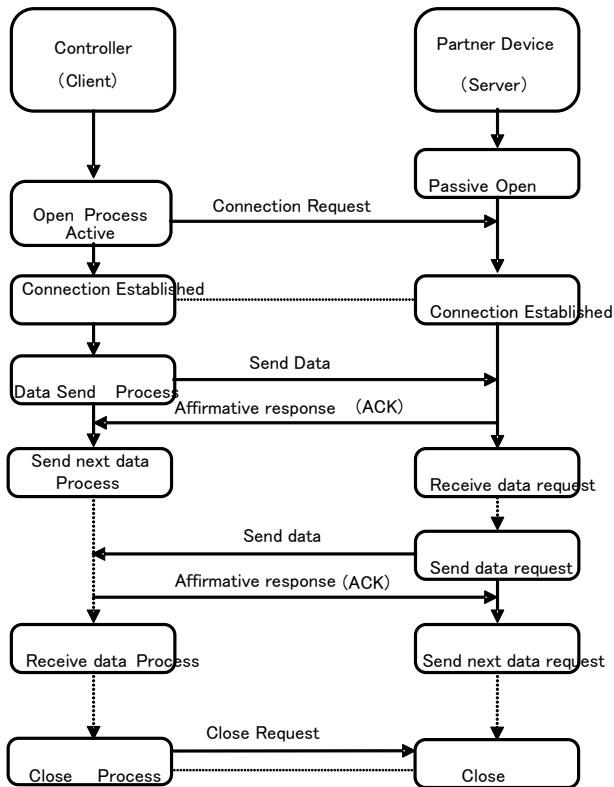 Controller
(Client)
Partner Device
(Server)
Passive Open
Open Process
Active
Connection Request
Connection Established
Connection Established
Send Data
Data Send Process
Affirmative response (ACK)
Send next data
Process
Receive data request
Send data
Send data request
Affirmative response (ACK)
Receive data Process
Send next data request
Close Request
Close Process
Close